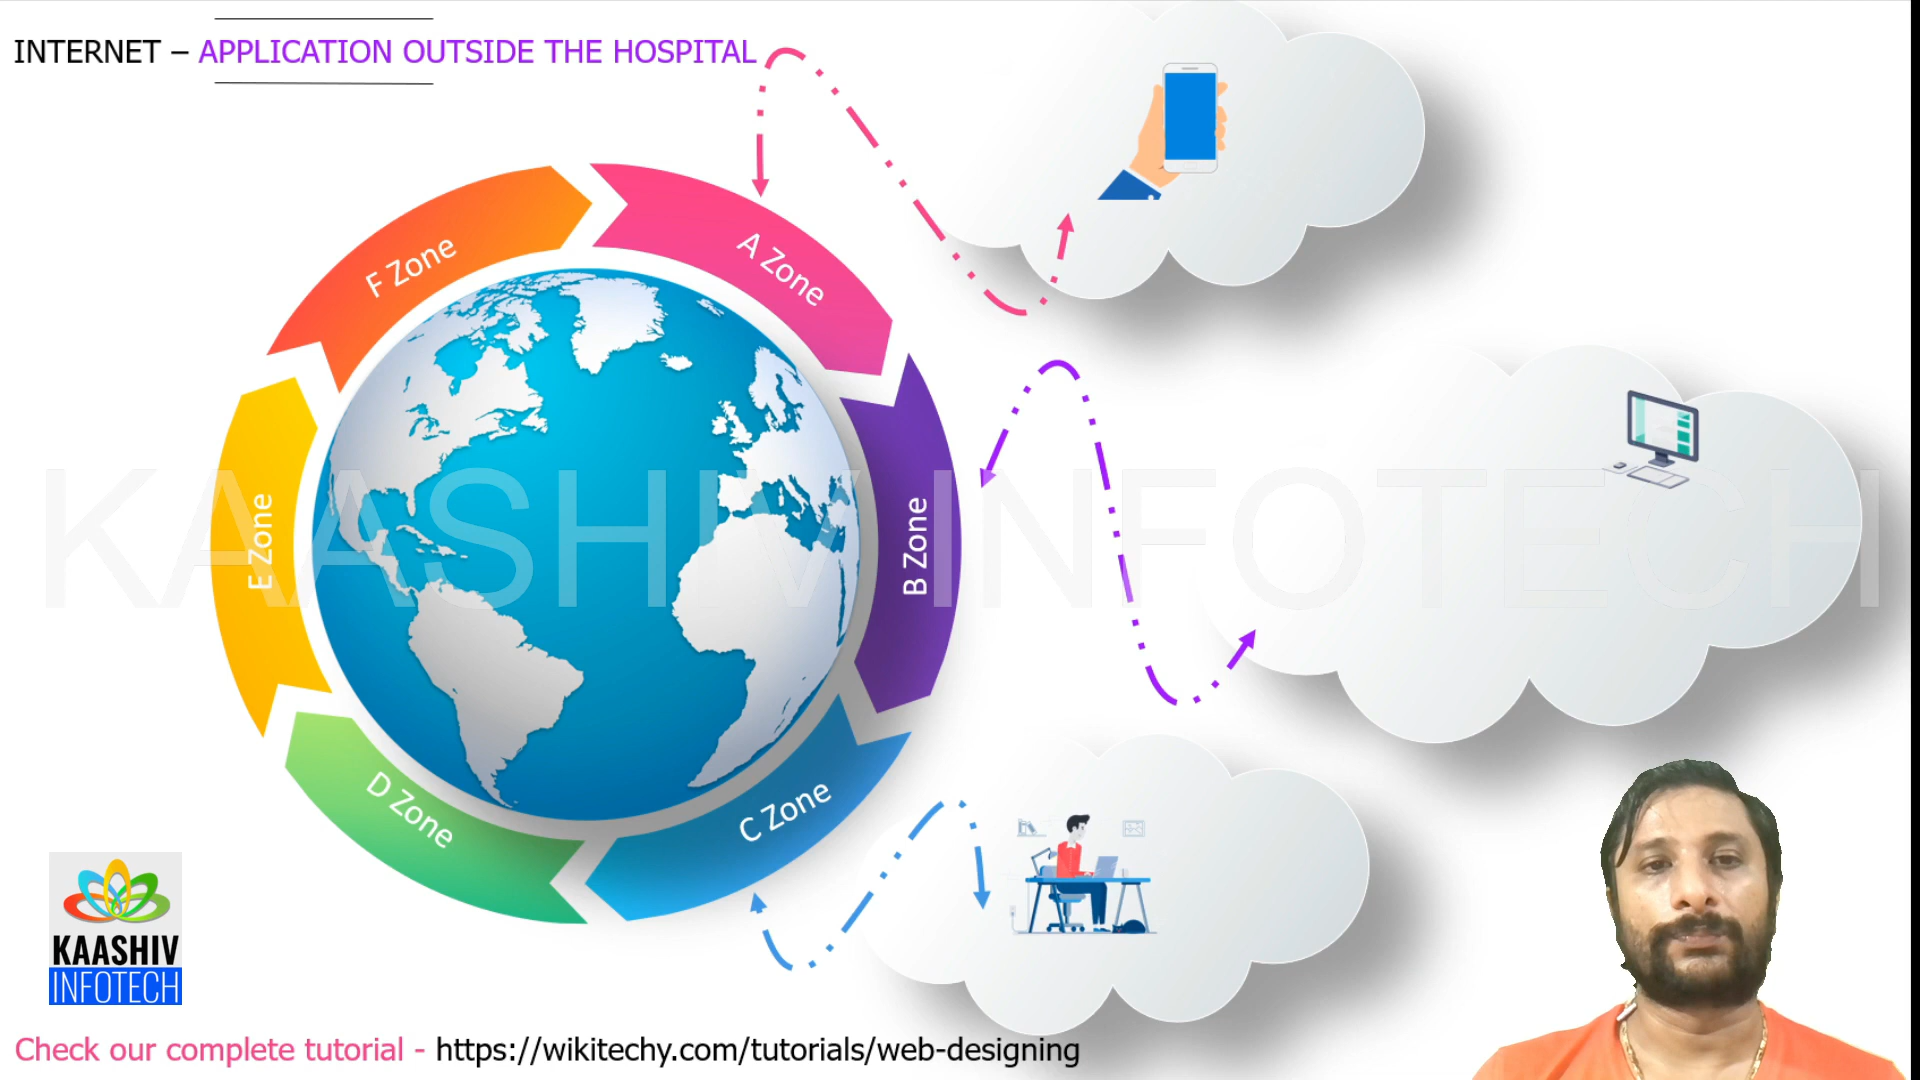 INTERNET – APPLICATION OUTSIDE THE HOSPITAL
F Zone
A Zone
E Zone
B Zone
D Zone
C Zone
KAASHIV INFOTECH
KAASHIV
INFOTECH
Check our complete tutorial - https://wikitechy.com/tutorials/web-designing